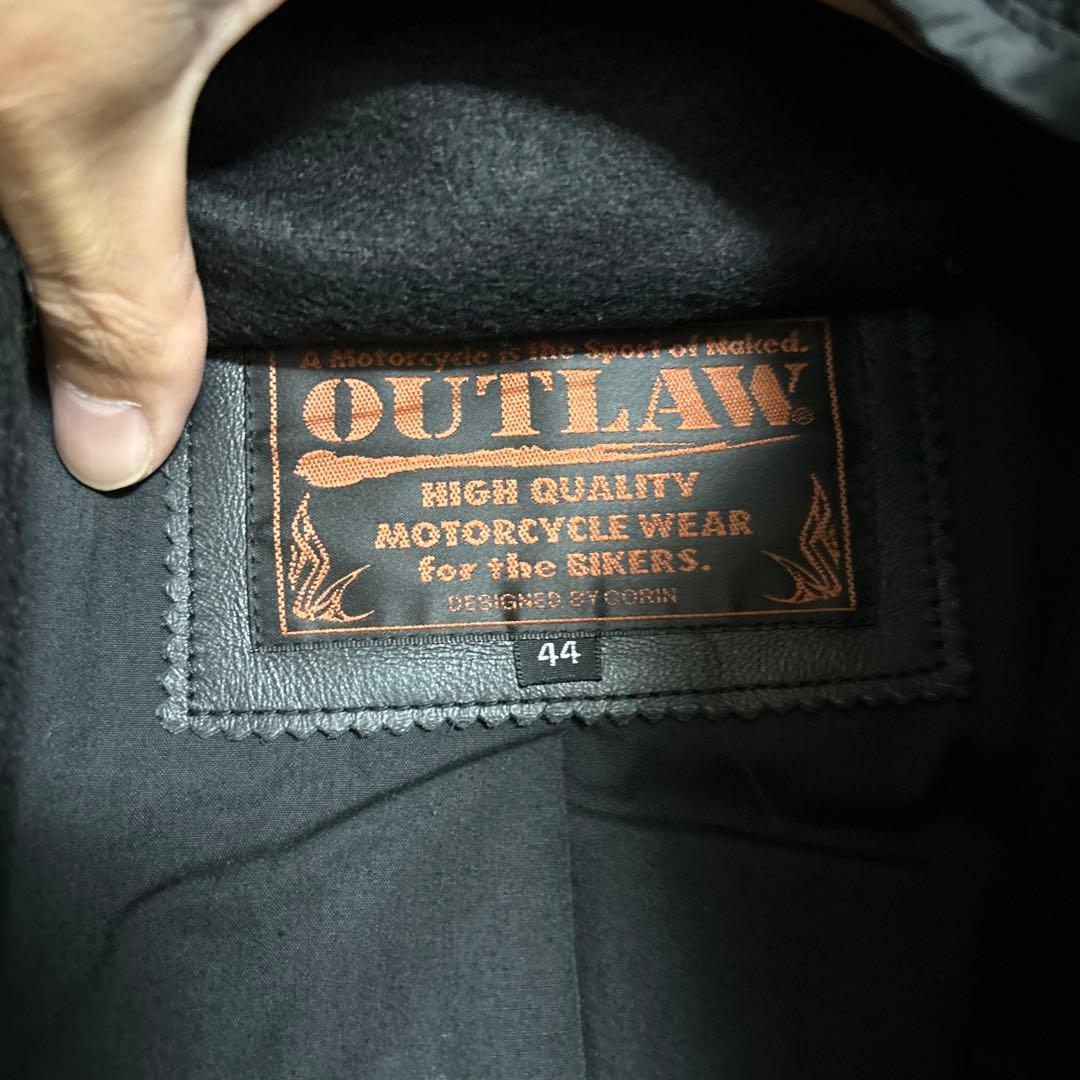 A Motorcycle is the Sport of Naked.
OUTLAW®
HIGH QUALITY
MOTORCYCLE WEAR
for the BIKERS.
DESIGNED BY CORIN
44